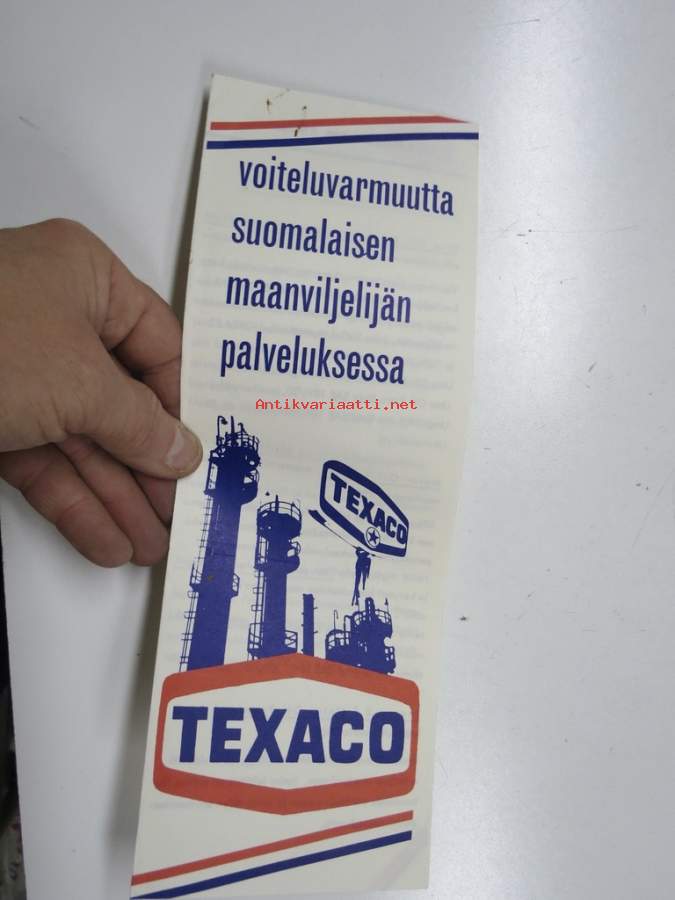 voiteluvarmuutta
suomalaisen
maanviljelijän
palveluksessa
Antikvariaatti.net
TEXACO
TEXACO